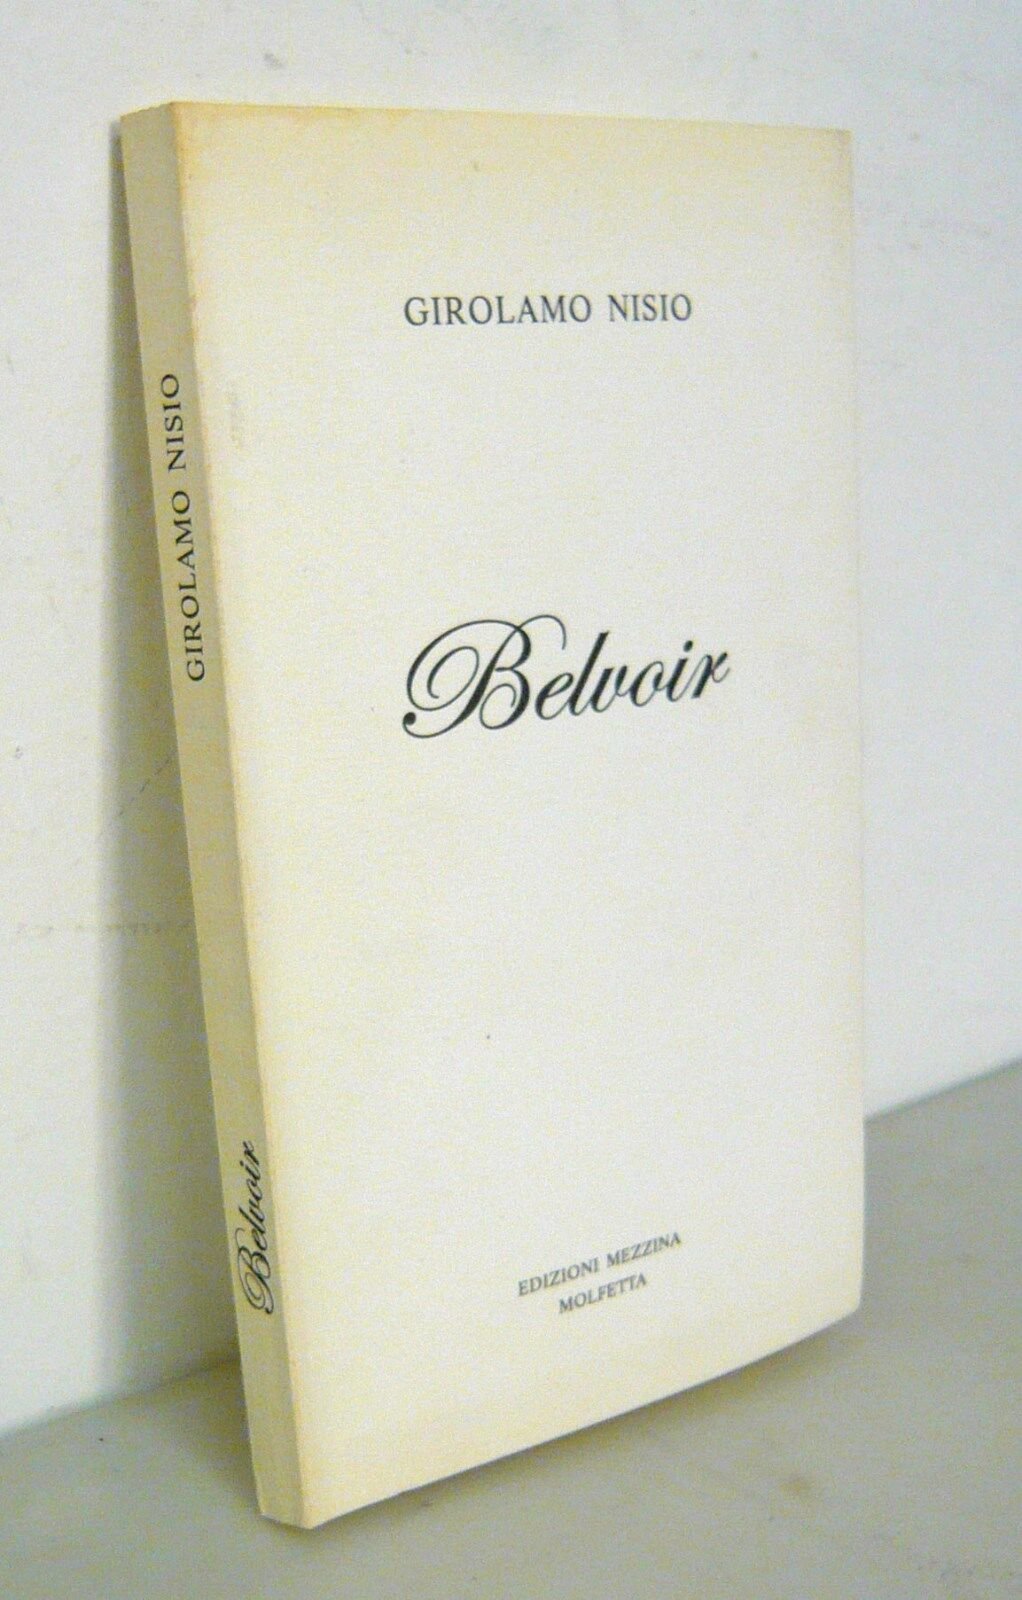 GIROLAMO NISIO
Belvoir
EDIZIONI MEZZINA
MOLFETTA
GIROLAMO NISIO
Belvoir